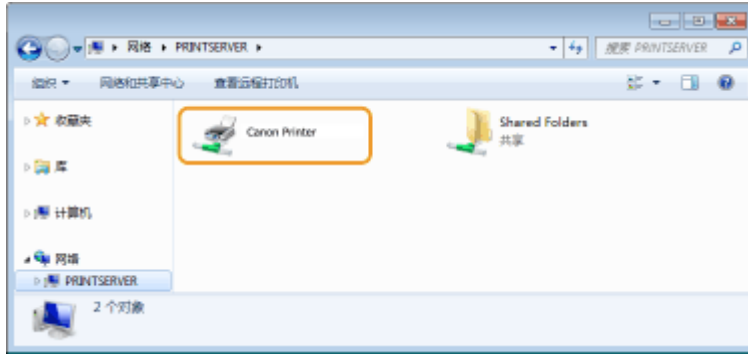 网络 ▸ PRINTSERVER ▸
搜索 PRINTSERVER
组织
网络和共享中心
查看远程打印机
收藏夹
Canon Printer
Shared Folders
共享
库
计算机
网络
PRINTSERVER
2 个对象